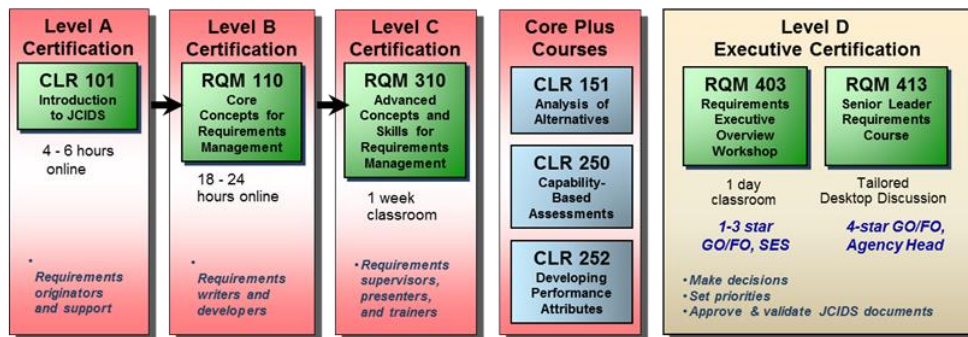 Level A
Certification
CLR 101
Introduction
to JCIDS
4 - 6 hours
online
• Requirements
originators
and support
Level B
Certification
RQM 110
Core
Concepts for
Requirements
Management
18 - 24
hours online
• Requirements
writers and
developers
Level C
Certification
RQM 310
Advanced
Concepts and
Skills for
Requirements
Management
1 week
classroom
• Requirements
supervisors,
presenters,
and trainers
Core Plus
Courses
CLR 151
Analysis of
Alternatives
CLR 250
Capability-
Based
Assessments
CLR 252
Developing
Performance
Attributes
Level D
Executive Certification
RQM 403
Requirements
Executive
Overview
Workshop
1 day
classroom
1-3 star
GO/FO, SES
RQM 413
Senior Leader
Requirements
Course
Tailored
Desktop Discussion
4-star GO/FO,
Agency Head
• Make decisions
• Set priorities
• Approve & validate JCIDS documents